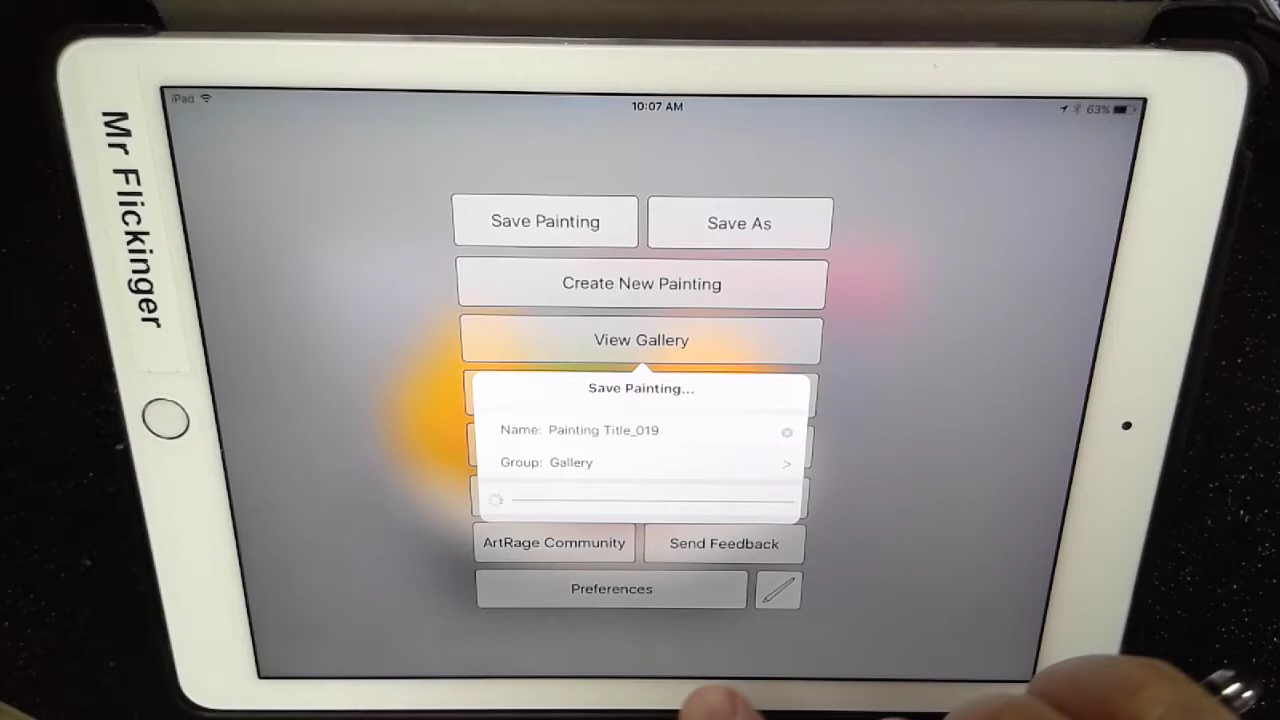 Mr Flickinger
iPad
10:07 AM
63%
Save Painting
Save As
Create New Painting
View Gallery
Save Painting...
Name: Painting Title_019
Group: Gallery >
ArtRage Community
Send Feedback
Preferences